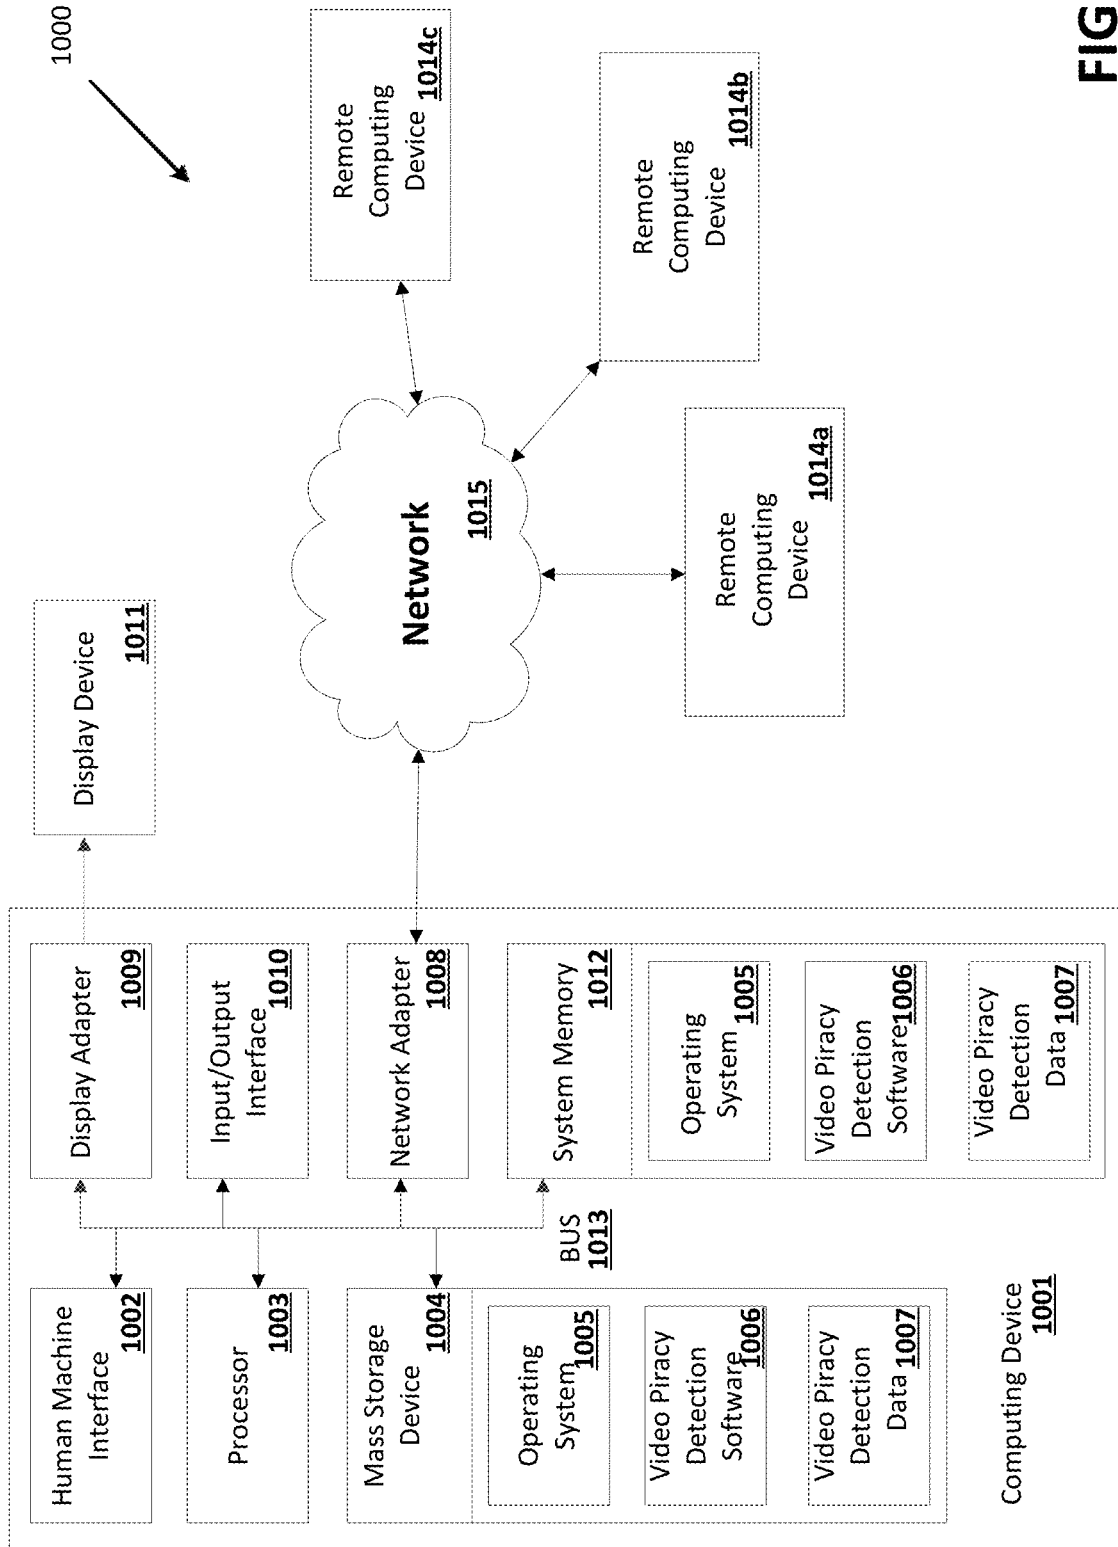 1000
Human Machine
Interface
1002
Processor
1003
Mass Storage
Device
1004
Operating
System
1005
Video Piracy
Detection
Software
1006
Video Piracy
Detection
Data
1007
Computing Device
1001
BUS
1013
Display Adapter
1009
Input/Output
Interface
1010
Network Adapter
1008
System Memory
1012
Operating
System
1005
Video Piracy
Detection
Software
1006
Video Piracy
Detection
Data
1007
Display Device
1011
Network
1015
Remote
Computing
Device
1014a
Remote
Computing
Device
1014b
Remote
Computing
Device
1014c
FIG